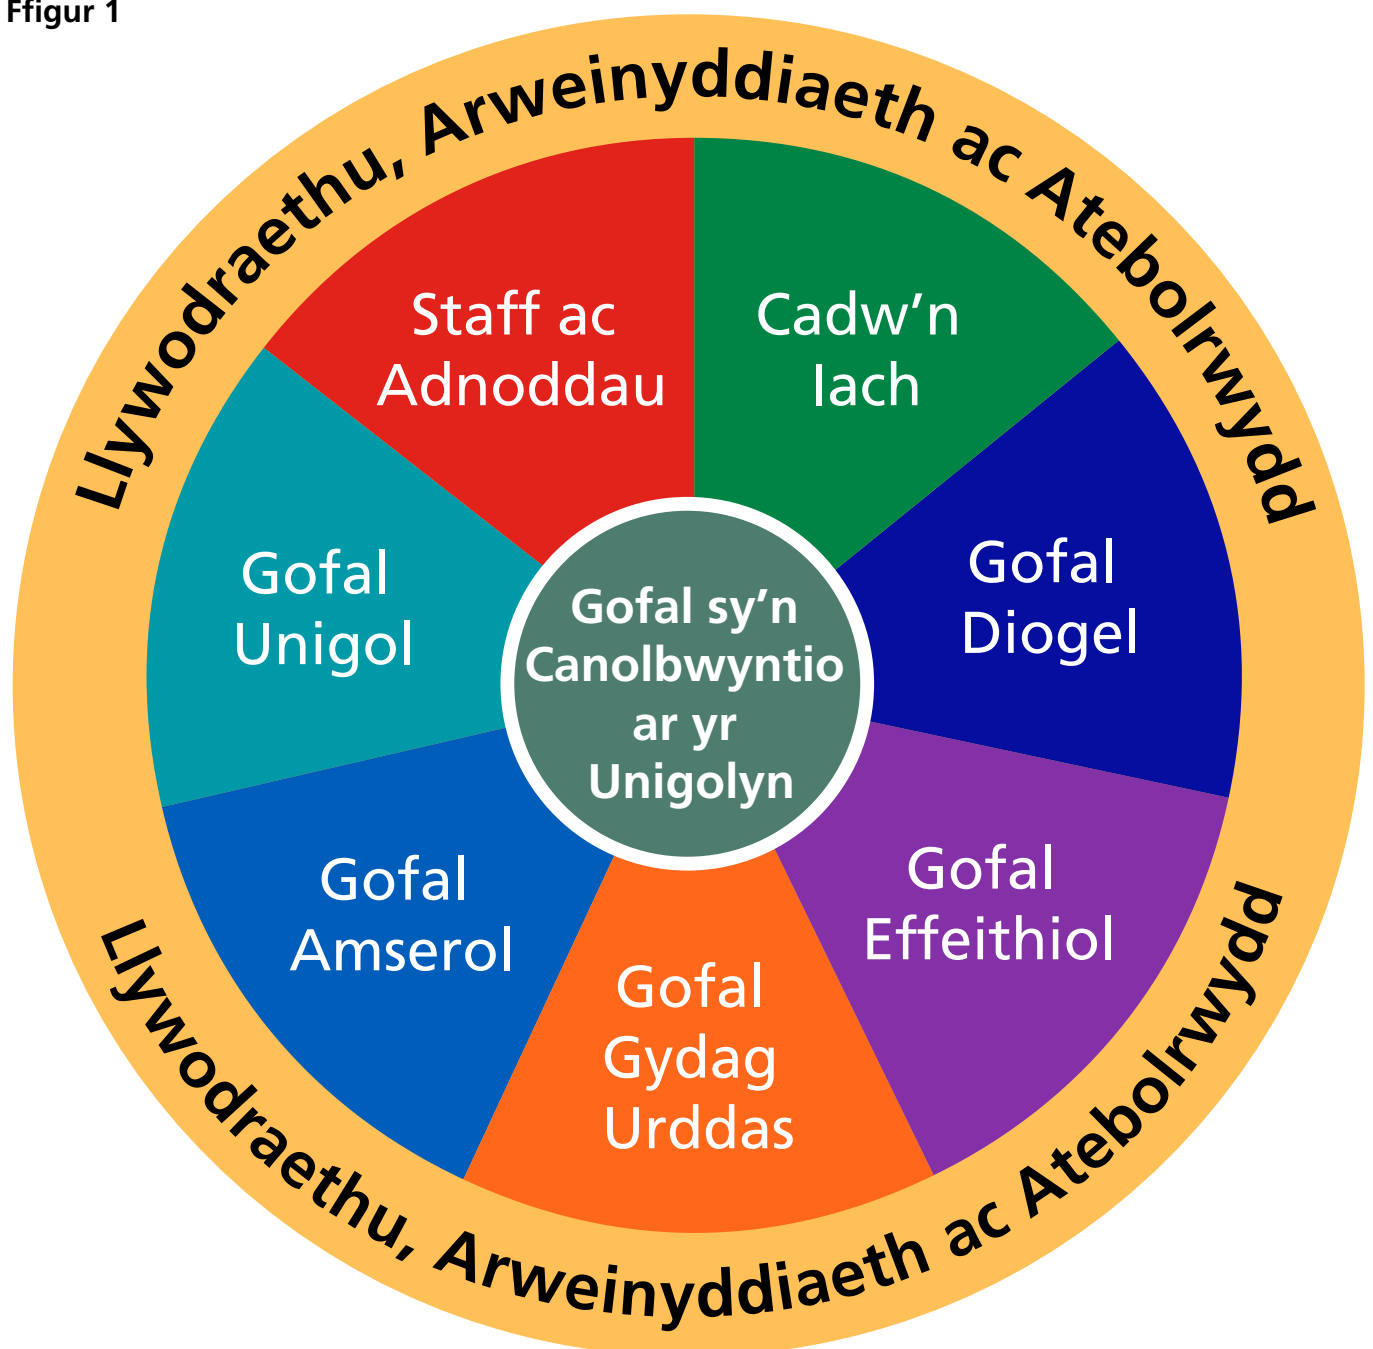 Ffigur 1
Llywodraethu, Arweinyddiaeth ac Atebolrwydd
Staff ac
Adnoddau
Cadw’n
Iach
Gofal
Diogel
Gofal
Effeithiol
Gofal
Gydag
Urddas
Gofal
Amserol
Gofal
Unigol
Gofal sy’n
Canolbwyntio
ar yr
Unigolyn
Llywodraethu, Arweinyddiaeth ac Atebolrwydd